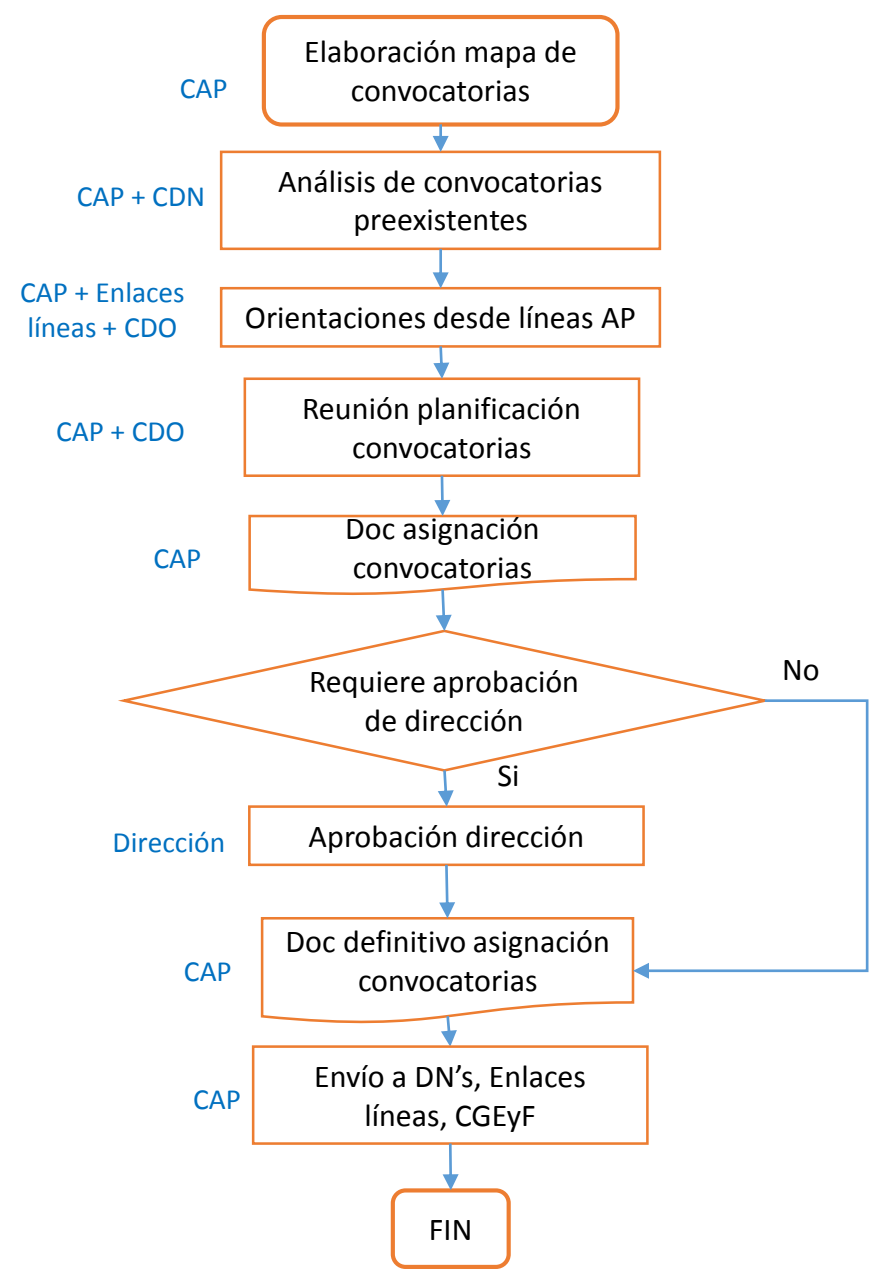 Elaboración mapa de
convocatorias
CAP
Análisis de convocatorias
preexistentes
CAP + CDN
CAP + Enlaces
líneas + CDO
Orientaciones desde líneas AP
Reunión planificación
convocatorias
CAP + CDO
Doc asignación
convocatorias
CAP
Requiere aprobación
de dirección
No
Si
Aprobación dirección
Dirección
Doc definitivo asignación
convocatorias
CAP
Envío a DN’s, Enlaces
líneas, CGEyF
CAP
FIN